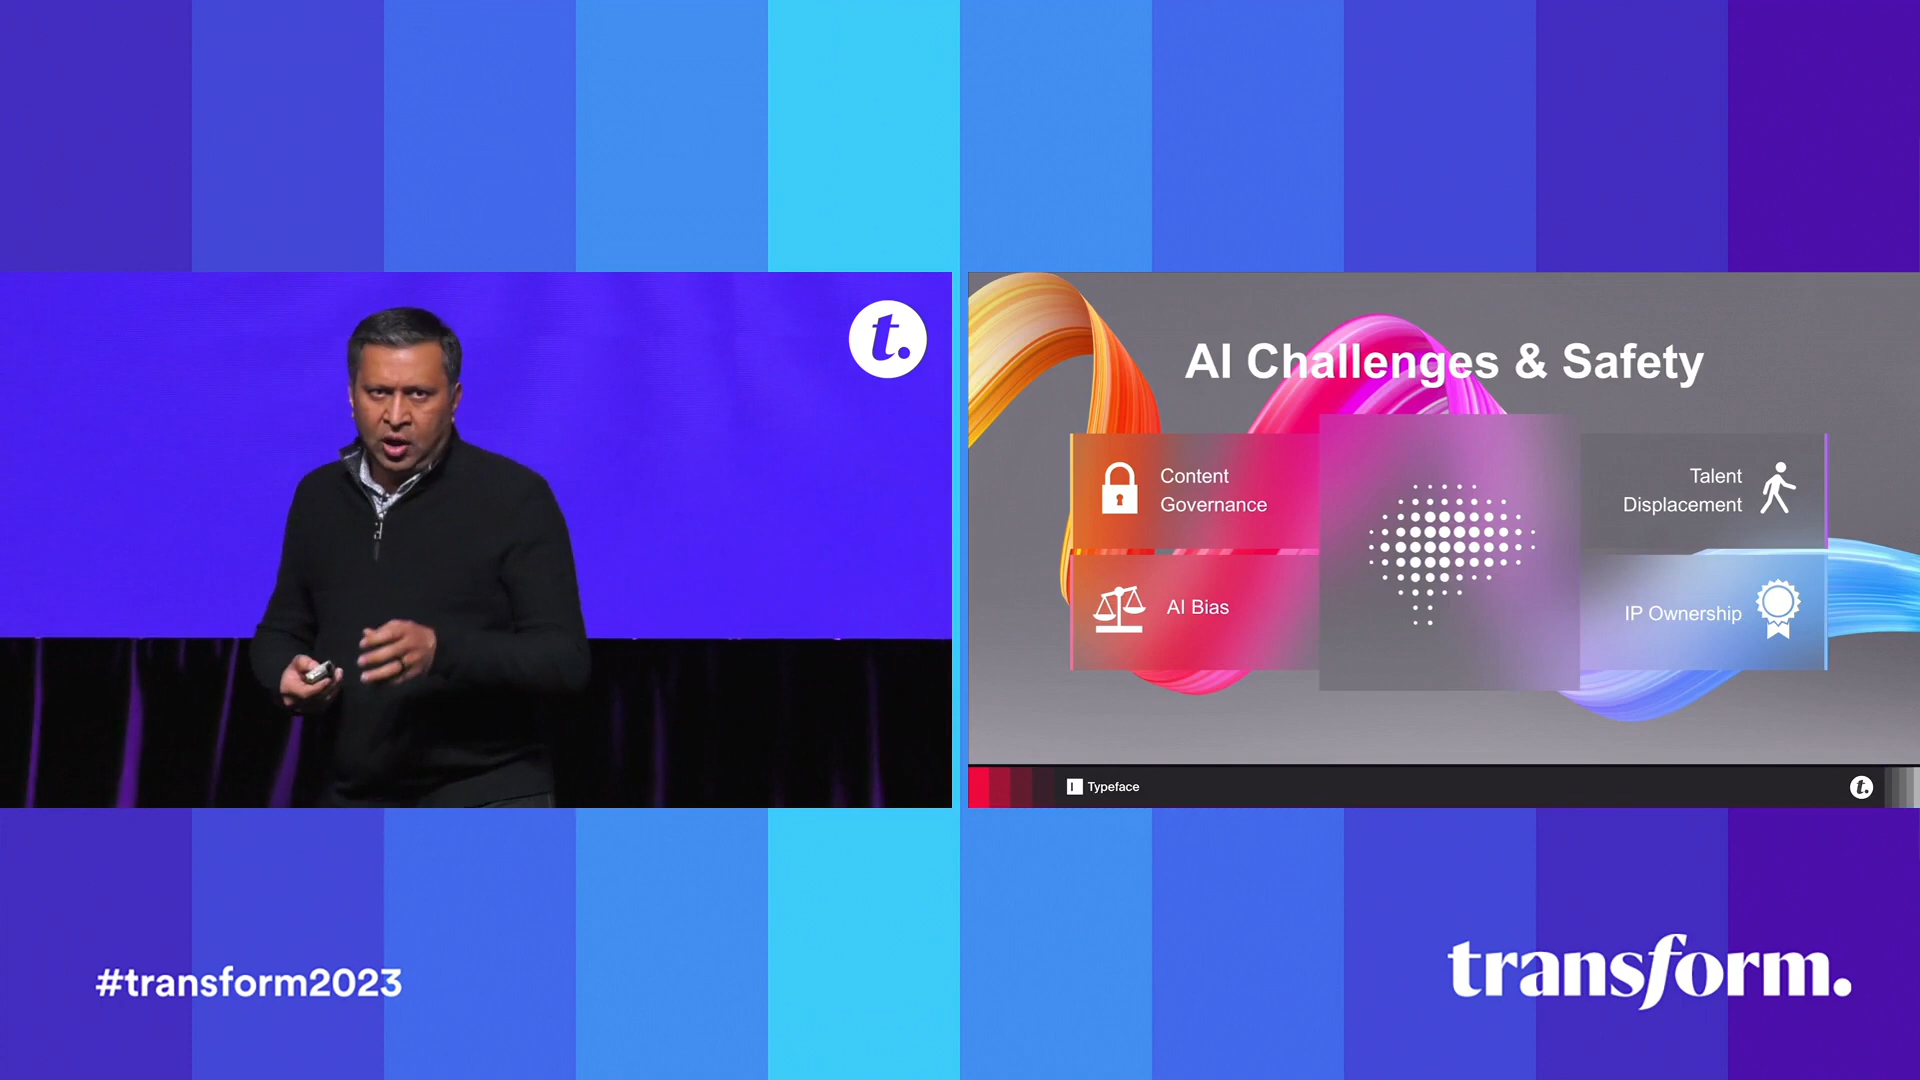 t.
AI Challenges & Safety
Content
Governance
Talent
Displacement
AI Bias
IP Ownership
Typeface
t.
#transform2023
transform.